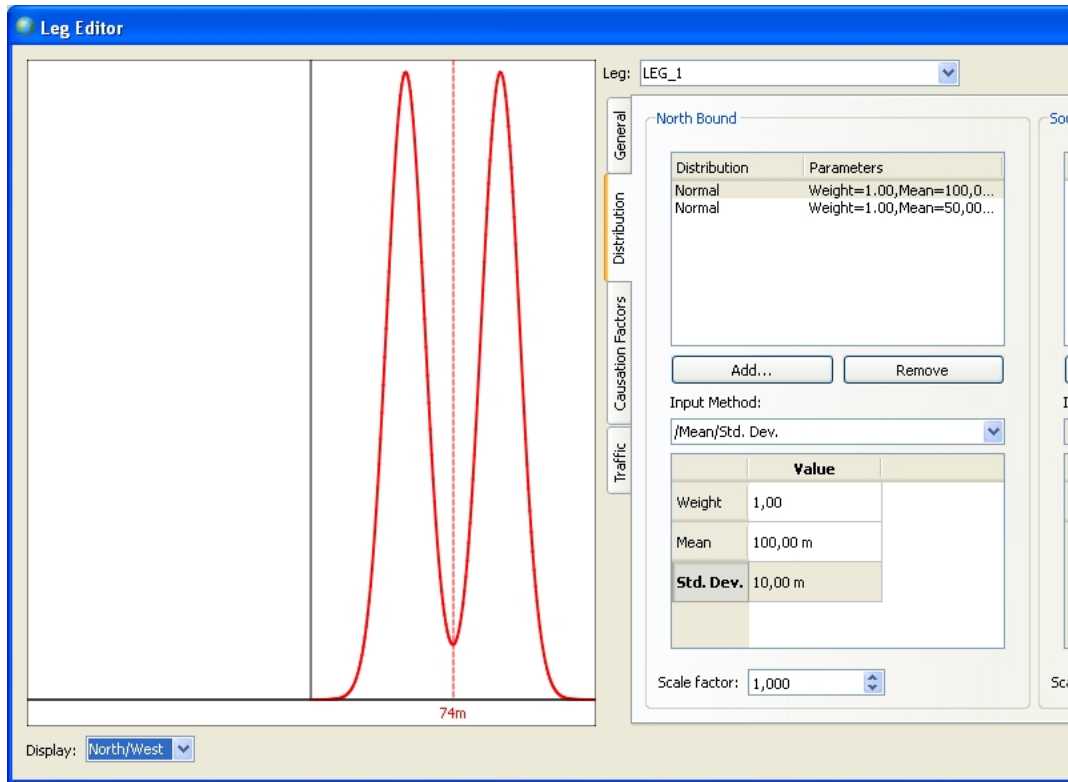 Leg Editor
Leg: LEG_1
General
Distribution
Causation Factors
Traffic
North Bound
Distribution Parameters
Normal Weight=1.00,Mean=100,0...
Normal Weight=1.00,Mean=50,00...
Add... Remove
Input Method:
/Mean/Std. Dev.
Value
Weight 1,00
Mean 100,00 m
Std. Dev. 10,00 m
Scale factor: 1,000
74m
Display: North/West